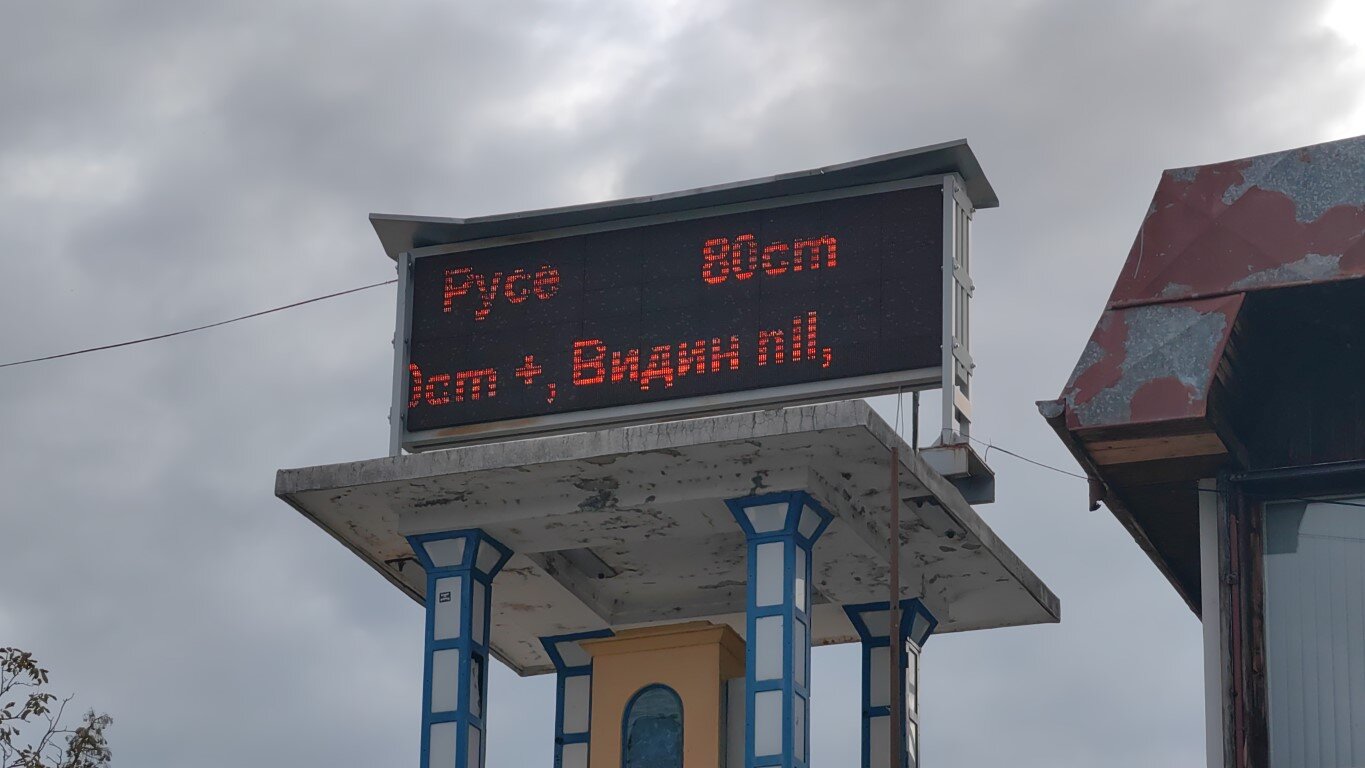 Русе 80cm
0cm +, Видин nil,